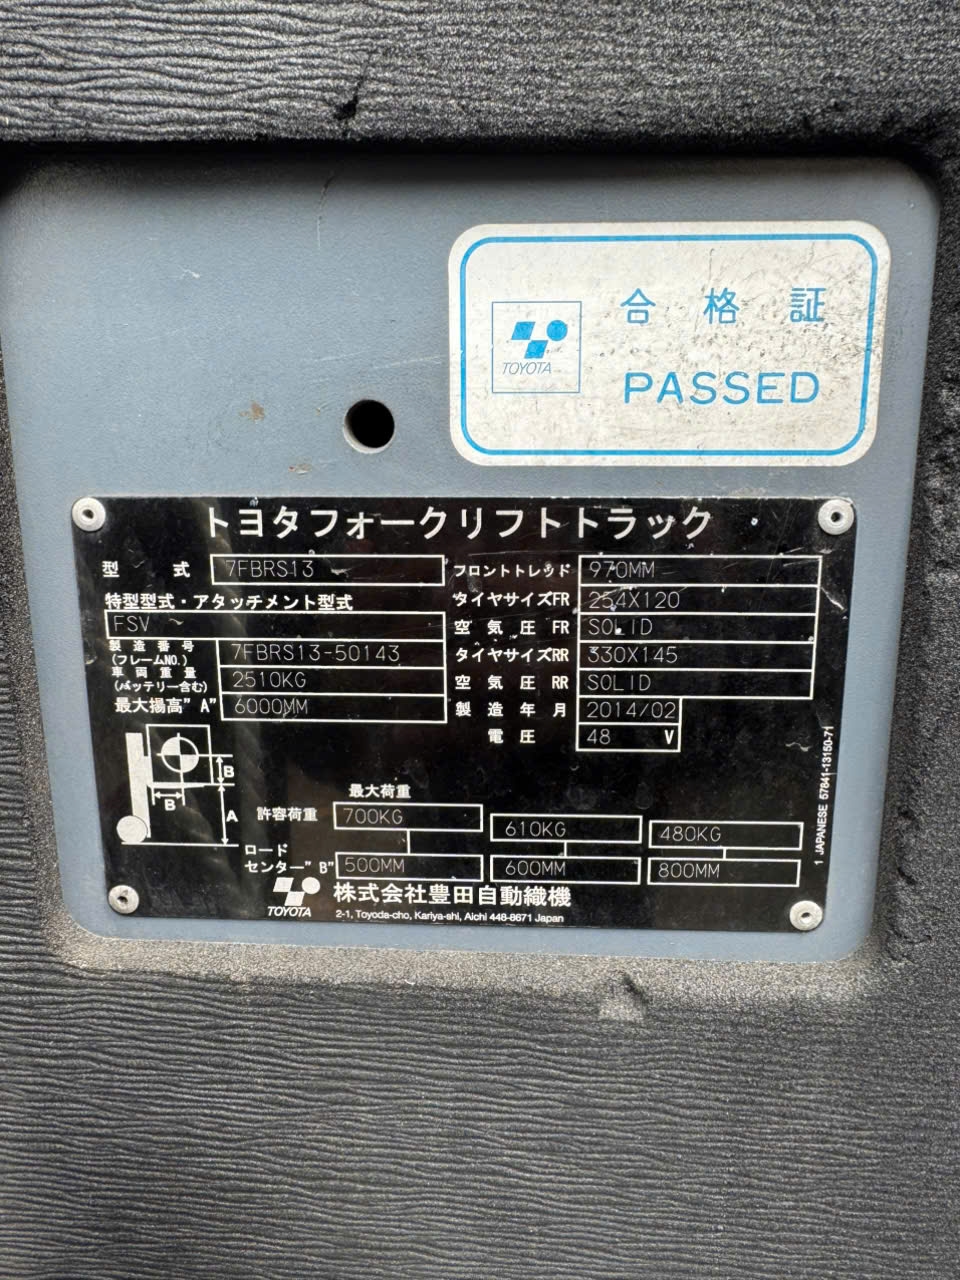 合格証
TOYOTA
PASSED
トヨタフォークリフトトラック
型式 7FBRS13
フロントトレッド 970MM
特型型式・アタッチメント型式
タイヤサイズFR 254X120
FSV ~
空気圧 FR SOLID
製造番号
(フレームNO.) 7FBRS13-50143
タイヤサイズRR 330X145
車両重量
(バッテリー含む) 2510KG
空気圧 RR SOLID
最大揚高"A" 6000MM
製造年月 2014/02
電圧 48 V
B
B
A
最大荷重
許容荷重 700KG 610KG 480KG
ロード
センター"B" 500MM 600MM 800MM
TOYOTA 株式会社豊田自動織機
2-1, Toyoda-cho, Kariya-shi, Aichi 448-8671 Japan
1 JAPANESE 57841-13150-71